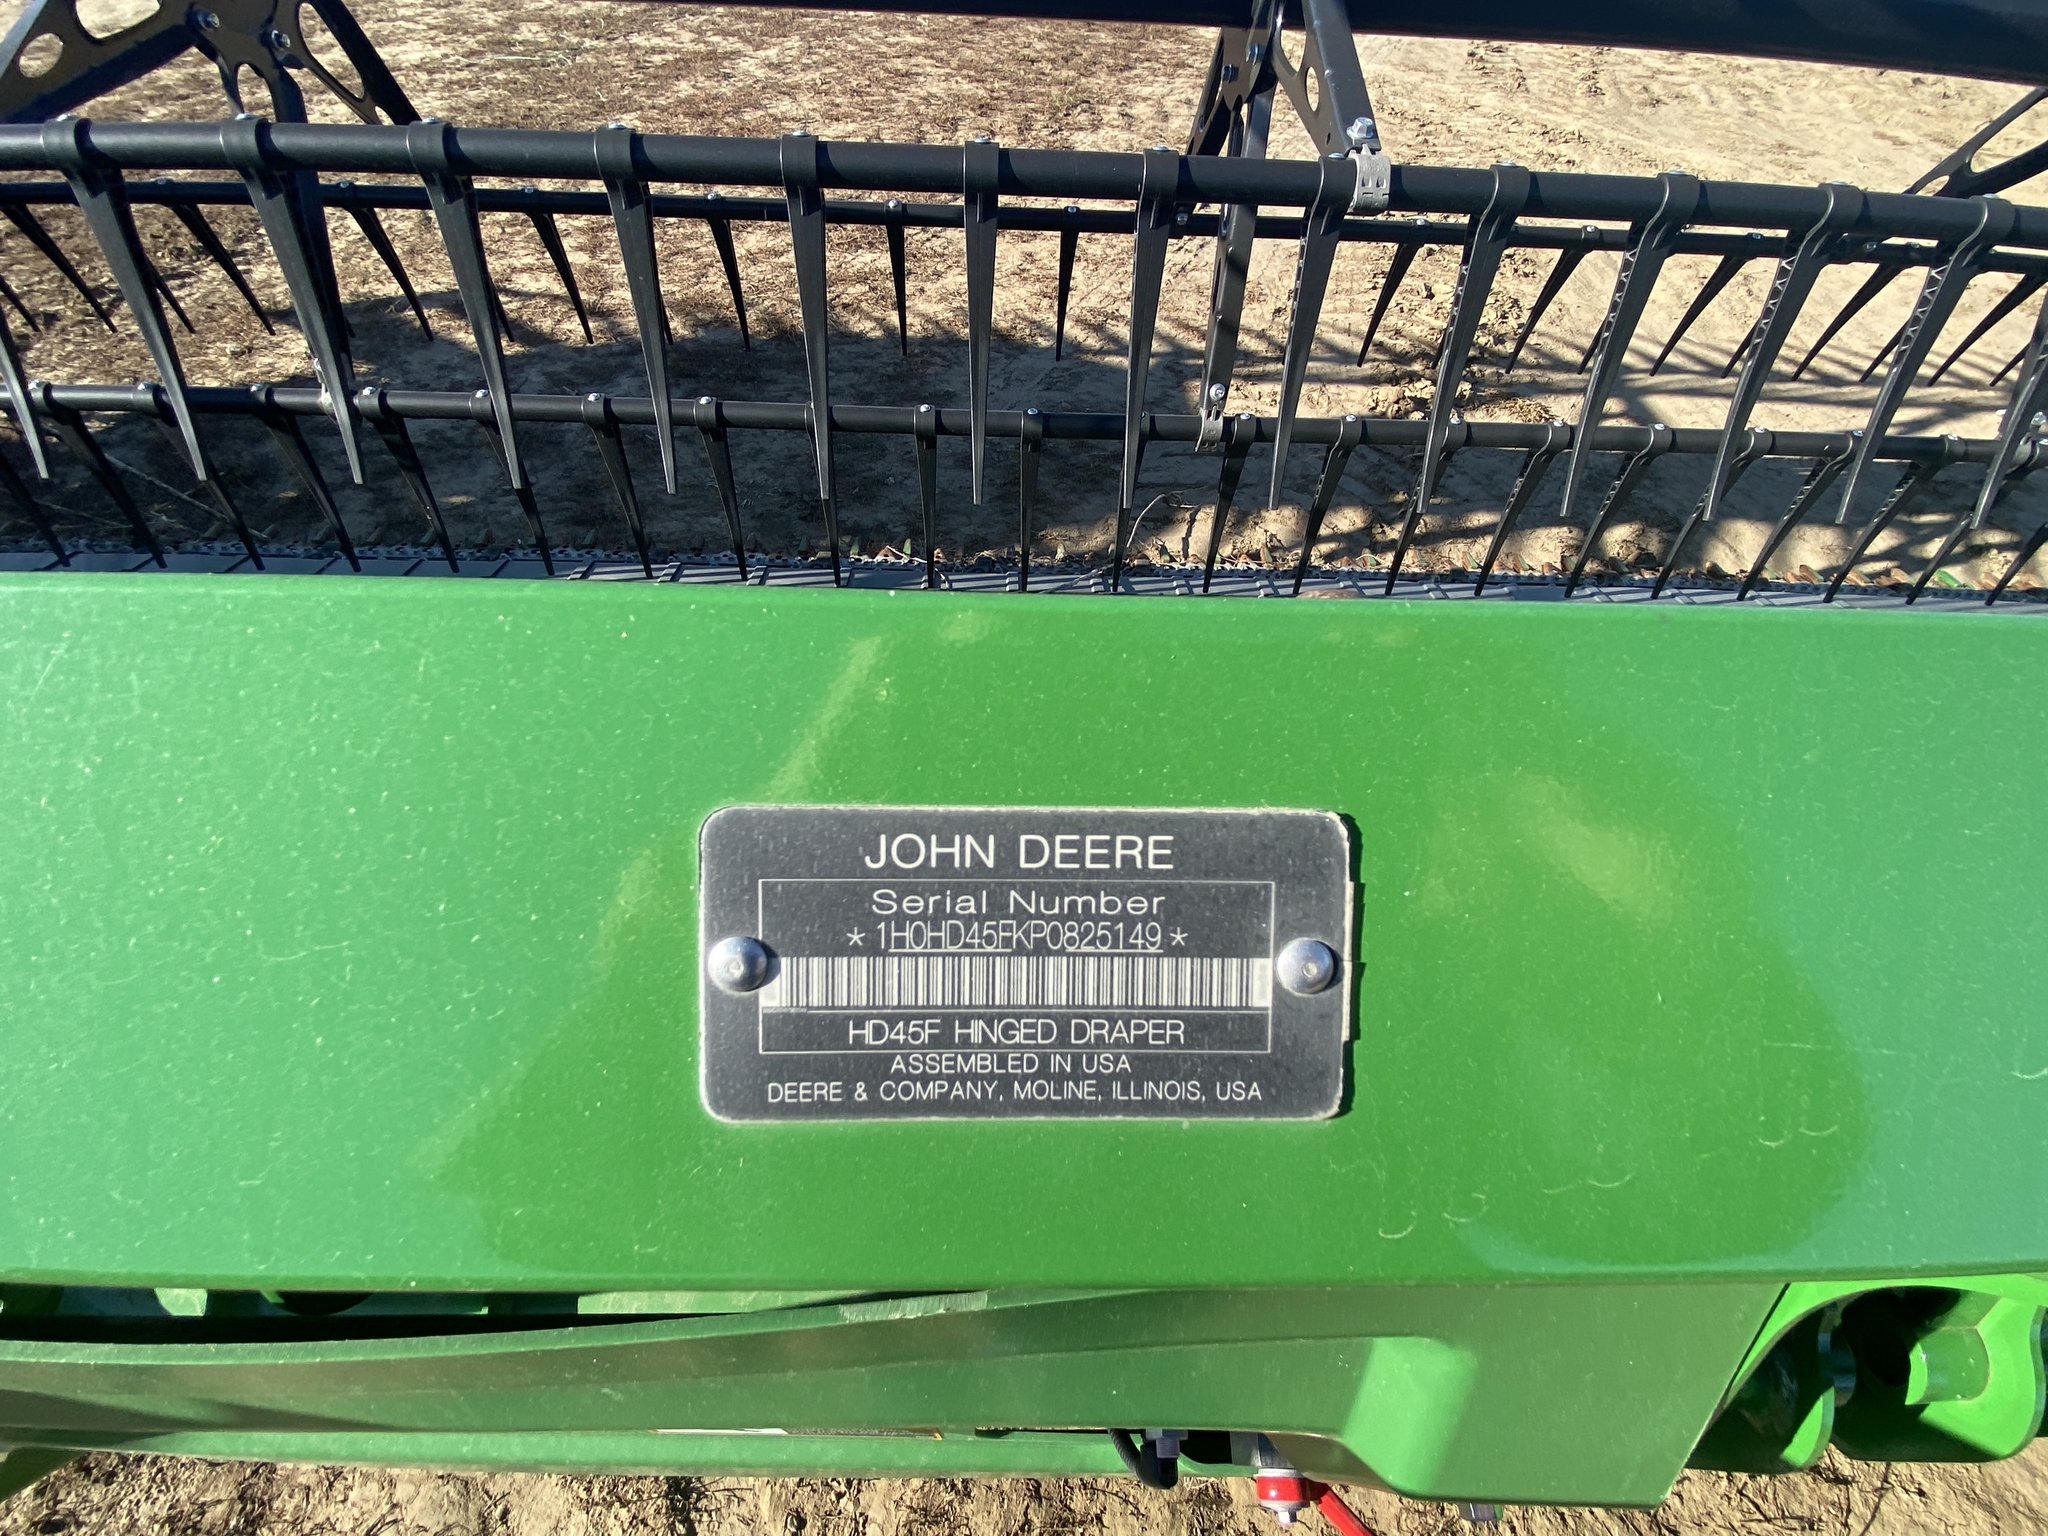 JOHN DEERE
Serial Number
*1H0HD45FKP0825149*
HD45F HINGED DRAPER
ASSEMBLED IN USA
DEERE & COMPANY, MOLINE, ILLINOIS, USA